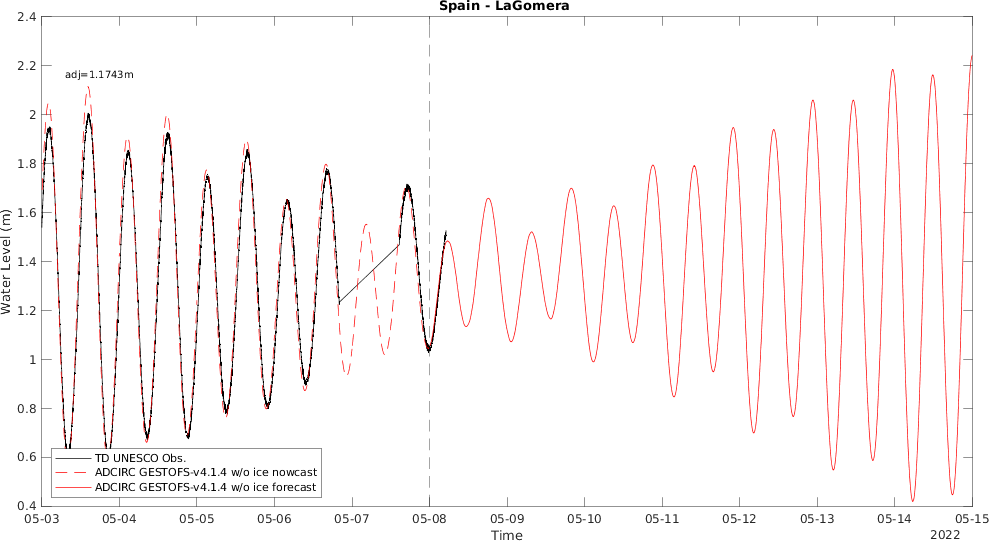 Spain - LaGomera
2.4
2.2
2
1.8
1.6
1.4
1.2
1
0.8
0.6
0.4
Water Level (m)
adj=1.1743m
TD UNESCO Obs.
ADCIRC GESTOFS-v4.1.4 w/o ice nowcast
ADCIRC GESTOFS-v4.1.4 w/o ice forecast
05-03 05-04 05-05 05-06 05-07 05-08 05-09 05-10 05-11 05-12 05-13 05-14 05-15
Time
2022